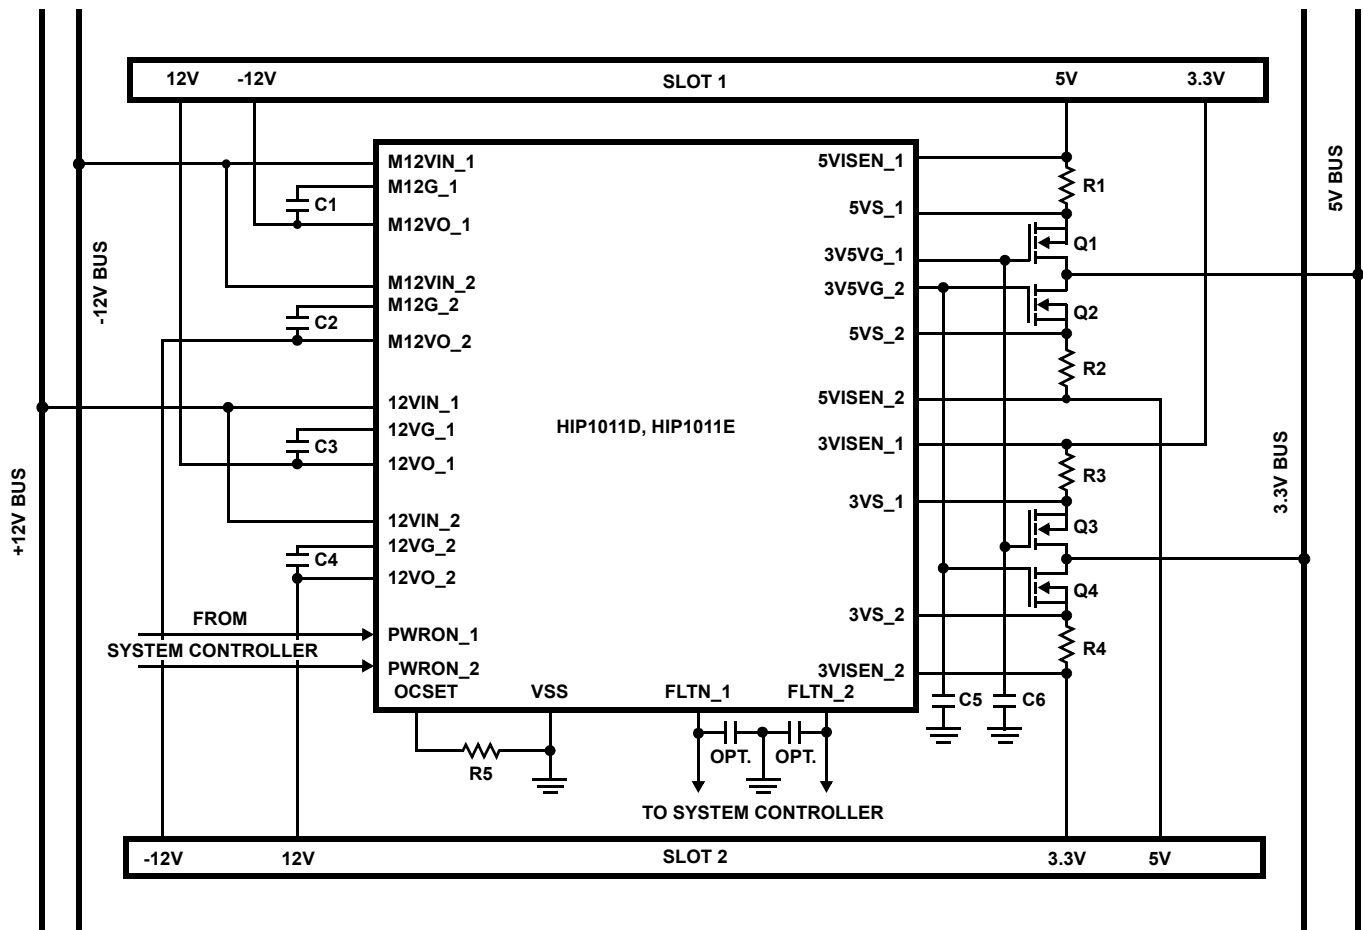 12V
-12V
SLOT 1
5V
3.3V
M12VIN_1
M12G_1
C1
M12VO_1
M12VIN_2
M12G_2
C2
M12VO_2
12VIN_1
12VG_1
C3
12VO_1
12VIN_2
12VG_2
C4
12VO_2
FROM
SYSTEM CONTROLLER
PWRON_1
PWRON_2
OCSET
VSS
FLTN_1
FLTN_2
HIP1011D, HIP1011E
5VISEN_1
5VS_1
3V5VG_1
3V5VG_2
5VS_2
5VISEN_2
3VISEN_1
3VS_1
3VS_2
3VISEN_2
R1
Q1
Q2
R2
R3
Q3
Q4
R4
C5
C6
-12V BUS
+12V BUS
5V BUS
3.3V BUS
R5
OPT.
OPT.
TO SYSTEM CONTROLLER
-12V
12V
SLOT 2
3.3V
5V